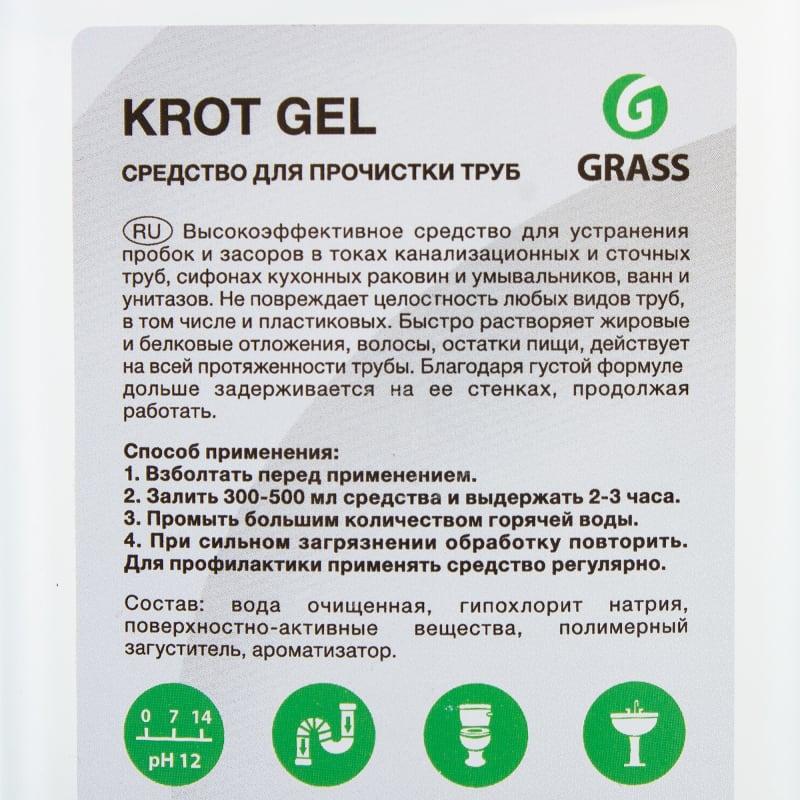 KROT GEL
СРЕДСТВО ДЛЯ ПРОЧИСТКИ ТРУБ
G
GRASS
RU Высокоэффективное средство для устранения
пробок и засоров в токах канализационных и сточных
труб, сифонах кухонных раковин и умывальников, ванн и
унитазов. Не повреждает целостность любых видов труб,
в том числе и пластиковых. Быстро растворяет жировые
и белковые отложения, волосы, остатки пищи, действует
на всей протяженности трубы. Благодаря густой формуле
дольше задерживается на ее стенках, продолжая
работать.
Способ применения:
1. Взболтать перед применением.
2. Залить 300-500 мл средства и выдержать 2-3 часа.
3. Промыть большим количеством горячей воды.
4. При сильном загрязнении обработку повторить.
Для профилактики применять средство регулярно.
Состав: вода очищенная, гипохлорит натрия,
поверхностно-активные вещества, полимерный
загуститель, ароматизатор.
0 7 14
pH 12